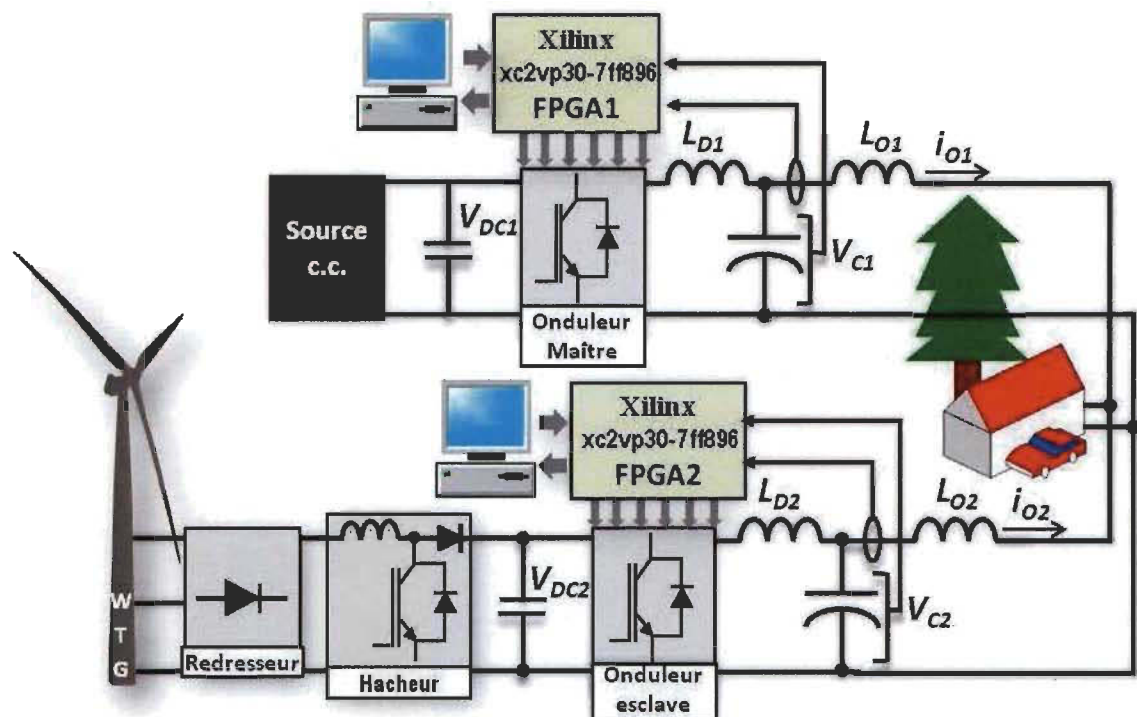 Xilinx
xc2vp30-7ff896
FPGA1
L_D1
L_O1
i_O1
Source
c.c.
V_DC1
V_C1
Onduleur
Maître
Xilinx
xc2vp30-7ff896
FPGA2
L_D2
L_O2
i_O2
V_DC2
V_C2
W
T
G
Redresseur
Hacheur
Onduleur
esclave